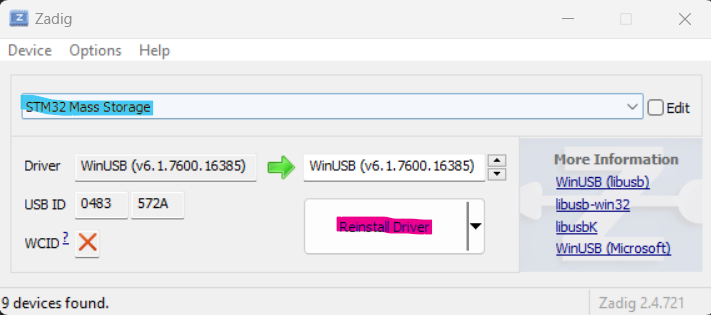 Zadig
Device Options Help
STM32 Mass Storage
Edit
Driver WinUSB (v6.1.7600.16385) WinUSB (v6.1.7600.16385)
USB ID 0483 572A
WCID ?
Reinstall Driver
More Information
WinUSB (libusb)
libusb-win32
libusbK
WinUSB (Microsoft)
9 devices found.
Zadig 2.4.721